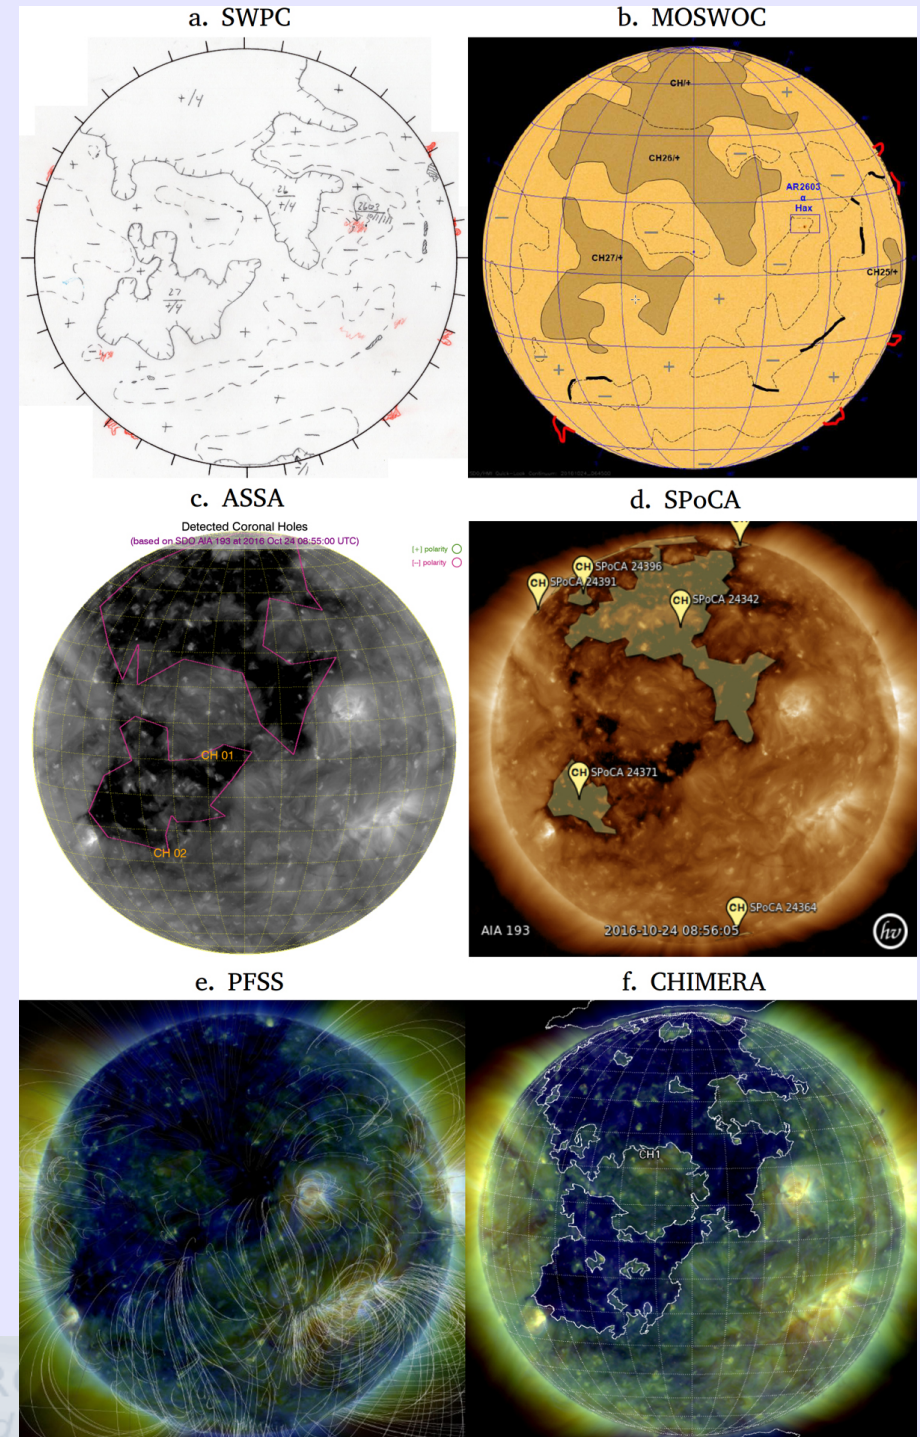 a. SWPC
b. MOSWOC
+/4
26
+/4
2603
27
+/4
CH/+
CH26/+
AR2603
α
Hax
CH27/+
CH25/+
c. ASSA
d. SPoCA
Detected Coronal Holes
(based on SDO AIA 193 at 2016 Oct 24 08:55:00 UTC)
[+] polarity
[−] polarity
CH 01
CH 02
CH SPoCA 24396
CH SPoCA 24391
CH SPoCA 24342
CH SPoCA 24371
CH SPoCA 24364
AIA 193
2016-10-24 08:56:05
hv
e. PFSS
f. CHIMERA
CH1